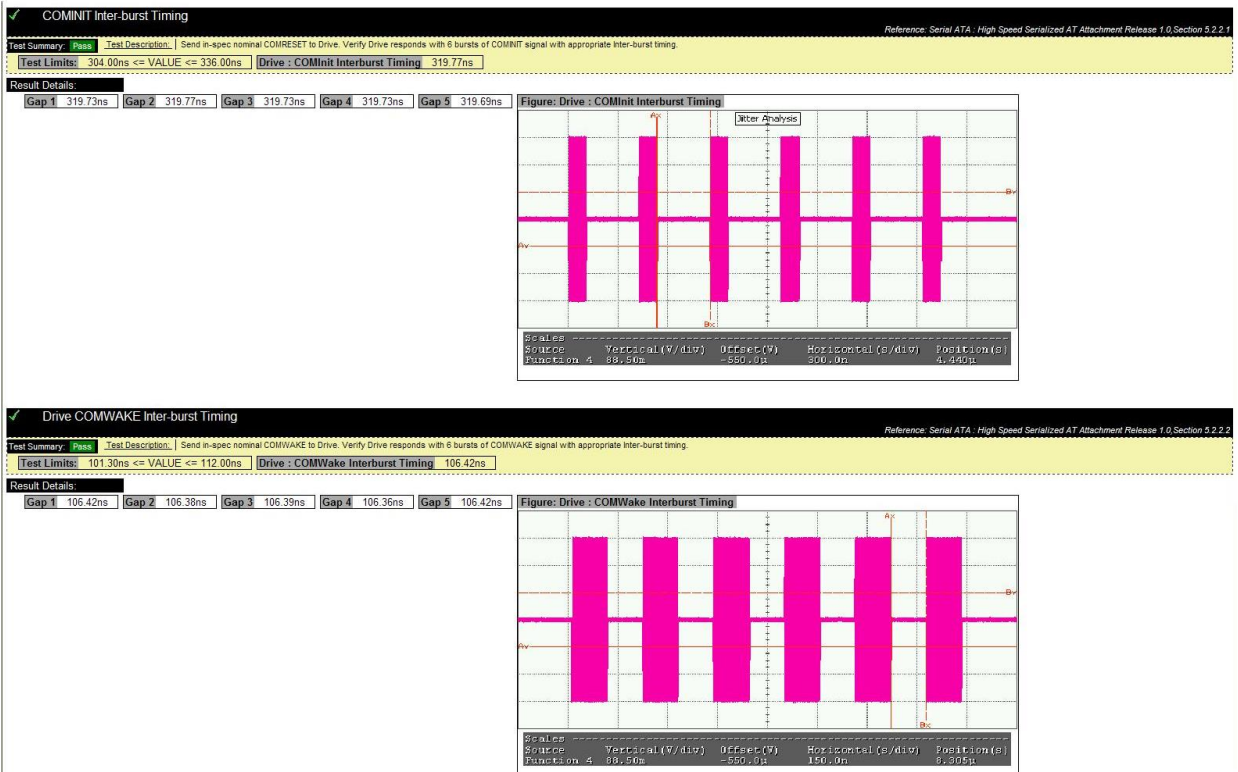 COMINIT Inter-burst Timing
Reference: Serial ATA : High Speed Serialized AT Attachment Release 1.0,Section 5.2.2.1
Test Summary: Pass Test Description: Send in-spec nominal COMRESET to Drive. Verify Drive responds with 6 bursts of COMINIT signal with appropriate Inter-burst timing.
Test Limits: 304.00ns <= VALUE <= 336.00ns Drive : COMInit Interburst Timing 319.77ns
Result Details:
Gap 1 319.73ns Gap 2 319.77ns Gap 3 319.73ns Gap 4 319.73ns Gap 5 319.69ns Figure: Drive : COMInit Interburst Timing
Ax Jitter Analysis
Bv
Av
Bx
Scales
Source Vertical(V/div) Offset(V) Horizontal(s/div) Position(s)
Function 4 88.50m -550.0µ 300.0n 4.440µ
Drive COMWAKE Inter-burst Timing
Reference: Serial ATA : High Speed Serialized AT Attachment Release 1.0,Section 5.2.2.2
Test Summary: Pass Test Description: Send in-spec nominal COMWAKE to Drive. Verify Drive responds with 6 bursts of COMWAKE signal with appropriate Inter-burst timing.
Test Limits: 101.30ns <= VALUE <= 112.00ns Drive : COMWake Interburst Timing 106.42ns
Result Details:
Gap 1 106.42ns Gap 2 106.38ns Gap 3 106.39ns Gap 4 106.36ns Gap 5 106.42ns Figure: Drive : COMWake Interburst Timing
Ax
Bv
Av
Bx
Scales
Source Vertical(V/div) Offset(V) Horizontal(s/div) Position(s)
Function 4 88.50m -550.0µ 150.0n 8.305µ